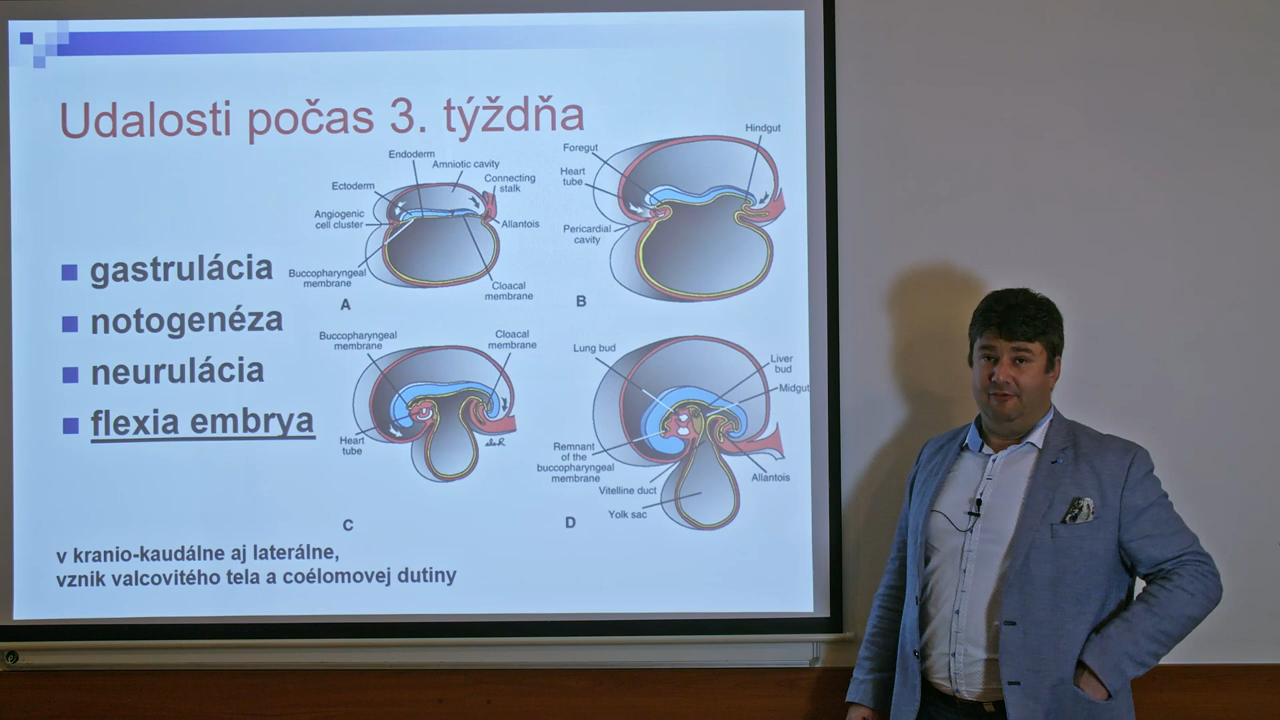 Udalosti počas 3. týždňa
gastrulácia
notogenéza
neurulácia
flexia embrya
v kranio-kaudálne aj laterálne,
vznik valcovitého tela a coélomovej dutiny
Endoderm
Amniotic cavity
Ectoderm
Connecting
stalk
Angiogenic
cell cluster
Allantois
Buccopharyngeal
membrane
Cloacal
membrane
A
Hindgut
Foregut
Heart
tube
Pericardial
cavity
B
Buccopharyngeal
membrane
Cloacal
membrane
Heart
tube
C
Lung bud
Liver
bud
Midgut
Remnant
of the
buccopharyngeal
membrane
Allantois
Vitelline duct
Yolk sac
D